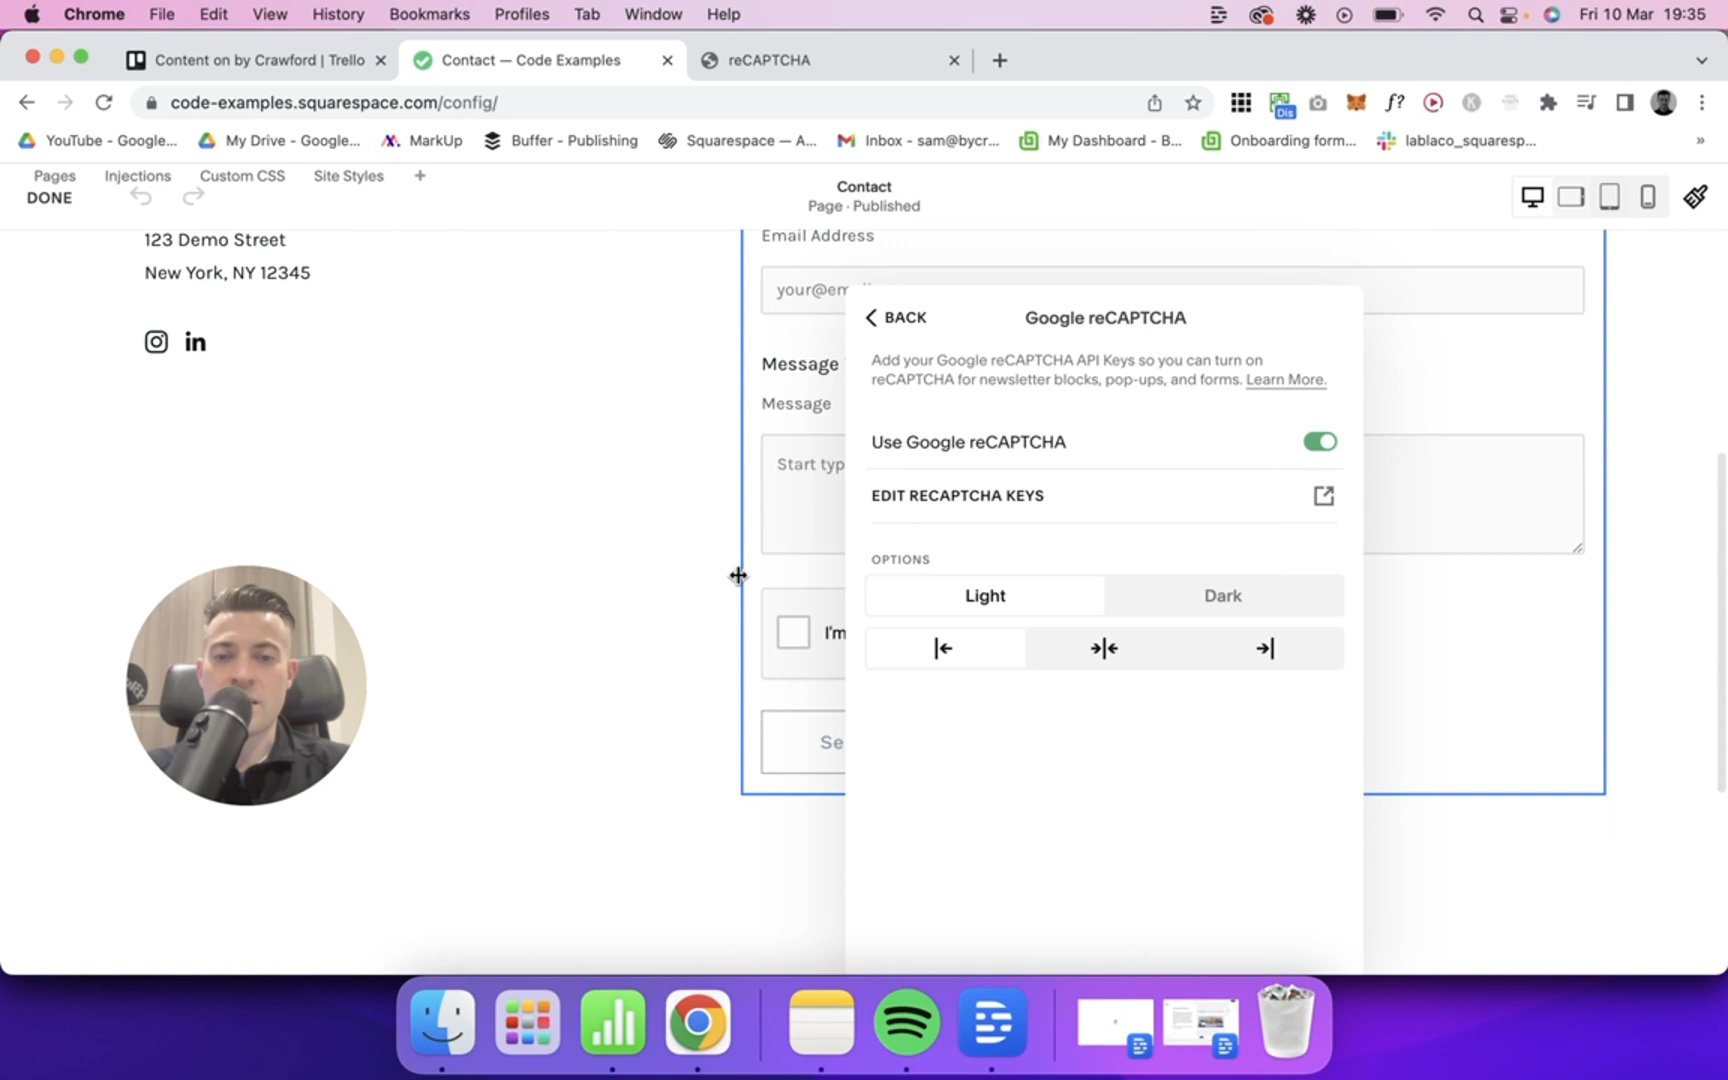 Chrome File Edit View History Bookmarks Profiles Tab Window Help Fri 10 Mar 19:35
Content on by Crawford | Trello Contact — Code Examples reCAPTCHA
code-examples.squarespace.com/config/
f?
Dis
YouTube - Google... My Drive - Google... MarkUp Buffer - Publishing Squarespace — A... Inbox - sam@bycr... My Dashboard - B... Onboarding form... lablaco_squaresp... »
Pages Injections Custom CSS Site Styles +
DONE
Contact
Page · Published
123 Demo Street
New York, NY 12345
Email Address
your@em
Message
Message
Start typ
I'm
Se
BACK
Google reCAPTCHA
Add your Google reCAPTCHA API Keys so you can turn on
reCAPTCHA for newsletter blocks, pop-ups, and forms. Learn More.
Use Google reCAPTCHA
EDIT RECAPTCHA KEYS
OPTIONS
Light Dark